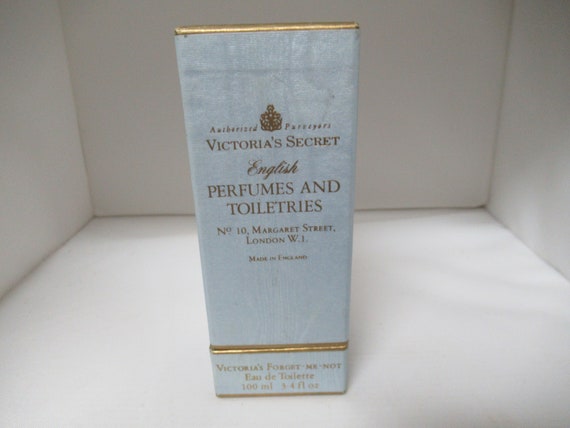 Authorized Purveyors
VICTORIA'S SECRET
English
PERFUMES AND
TOILETRIES
No 10, MARGARET STREET,
LONDON W.1.
MADE IN ENGLAND
VICTORIA'S FORGET-ME-NOT
Eau de Toilette
100 ml 3·4 fl oz